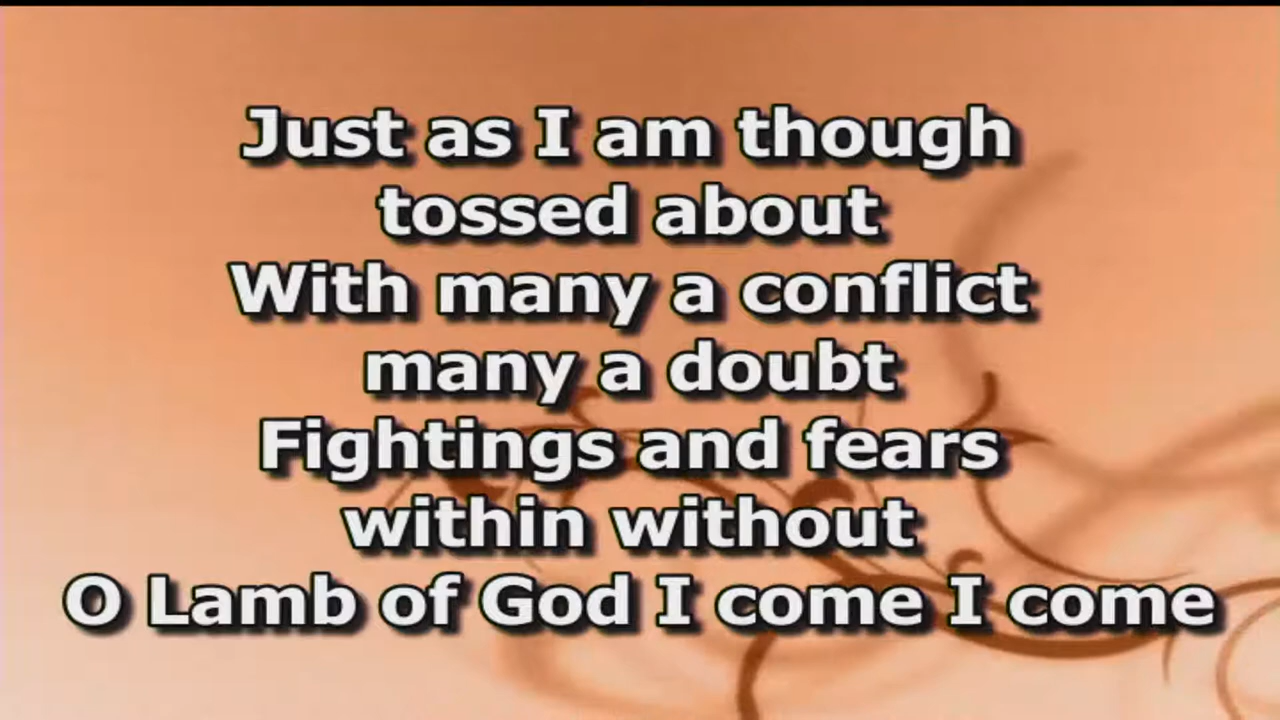 Just as I am though
tossed about
With many a conflict
many a doubt
Fightings and fears
within without
O Lamb of God I come I come